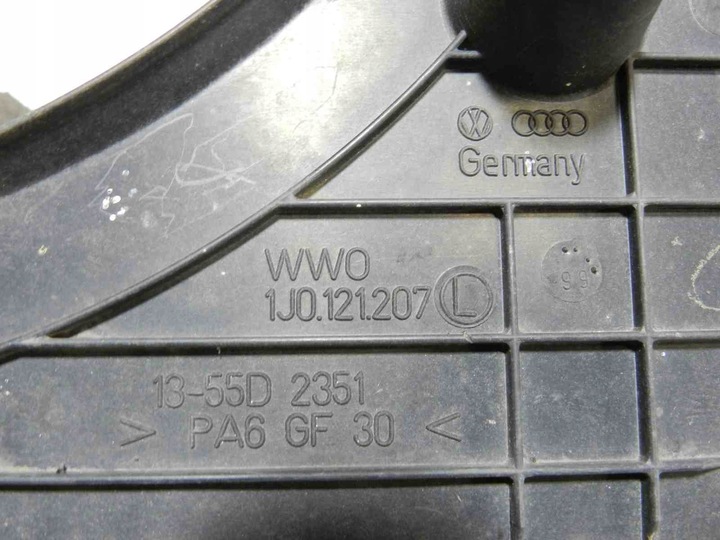 Germany
WWO
1J0.121.207 L
99
13-55D 2351
> PA6 GF 30 <